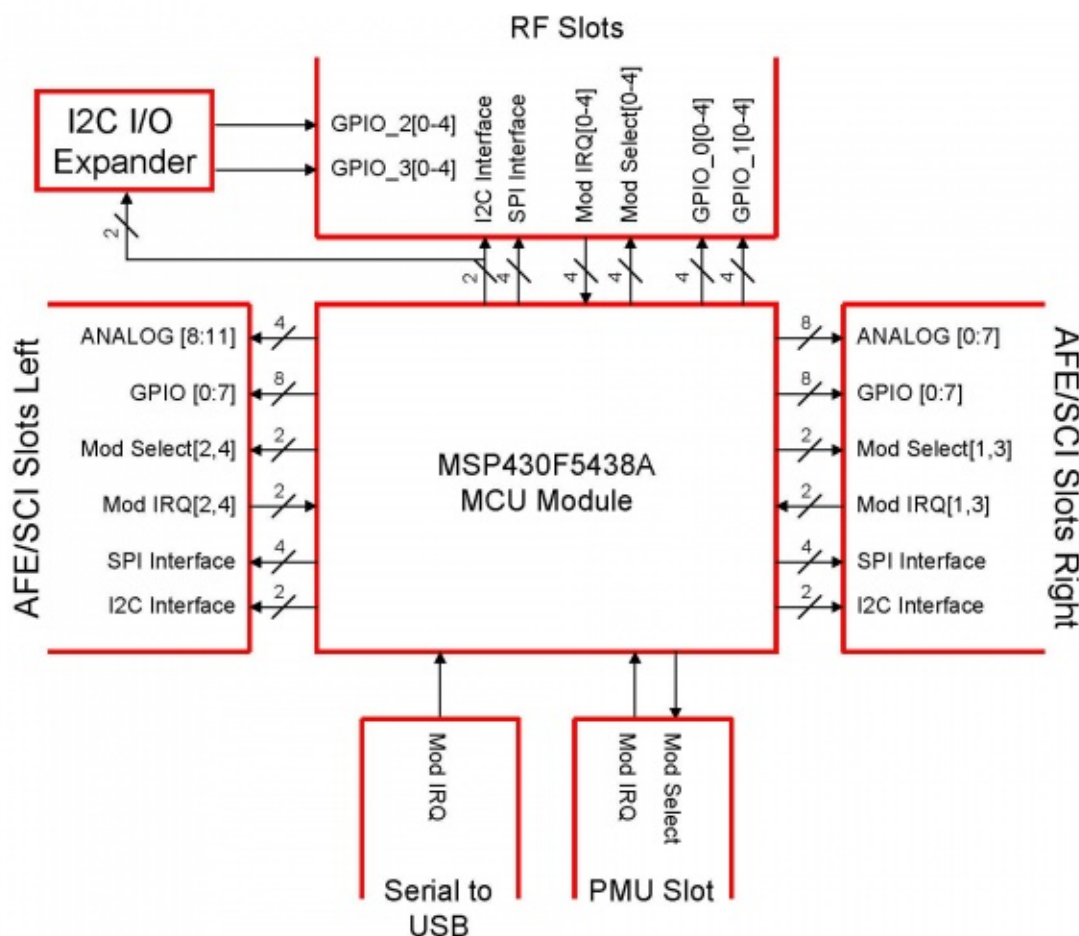 RF Slots
I2C I/O
Expander
GPIO_2[0-4]
GPIO_3[0-4]
I2C Interface
SPI Interface
Mod IRQ[0-4]
Mod Select[0-4]
GPIO_0[0-4]
GPIO_1[0-4]
2
2
4
4
4
4
4
AFE/SCI Slots Left
ANALOG [8:11]
4
GPIO [0:7]
8
Mod Select[2,4]
2
Mod IRQ[2,4]
2
SPI Interface
4
I2C Interface
2
MSP430F5438A
MCU Module
8
ANALOG [0:7]
8
GPIO [0:7]
2
Mod Select[1,3]
2
Mod IRQ[1,3]
4
SPI Interface
2
I2C Interface
AFE/SCI Slots Right
Mod IRQ
Serial to
USB
Mod IRQ
Mod Select
PMU Slot